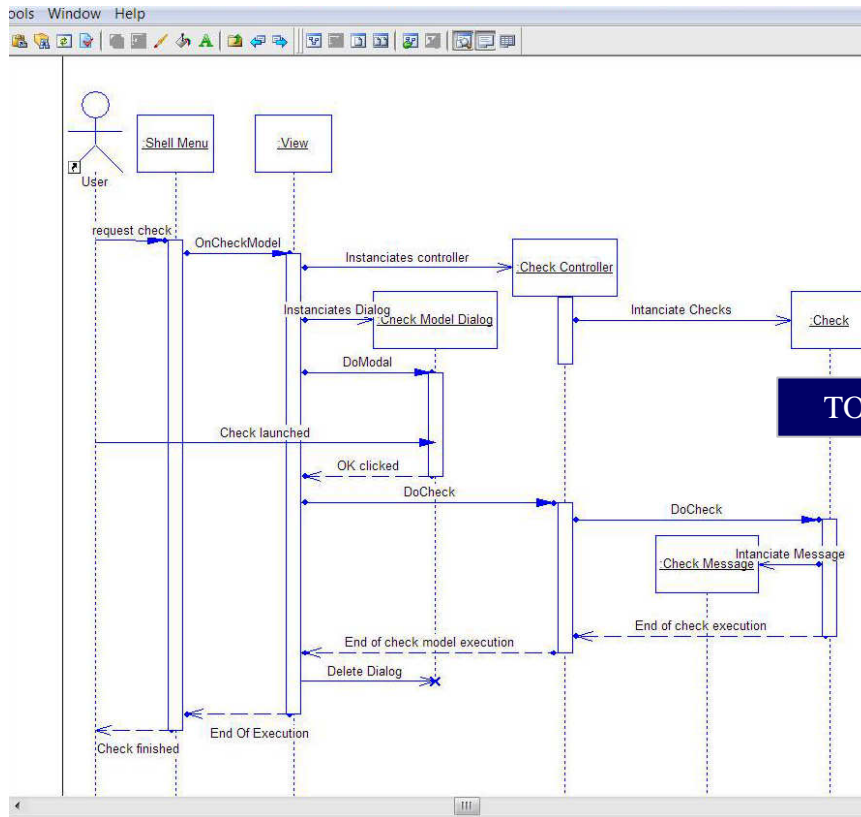 ools Window Help
:Shell Menu
:View
User
request check
OnCheckModel
Instanciates controller
:Check Controller
Instanciates Dialog
:Check Model Dialog
Intanciate Checks
:Check
DoModal
TO
Check launched
OK clicked
DoCheck
DoCheck
Intanciate Message
:Check Message
End of check execution
End of check model execution
Delete Dialog
End Of Execution
Check finished